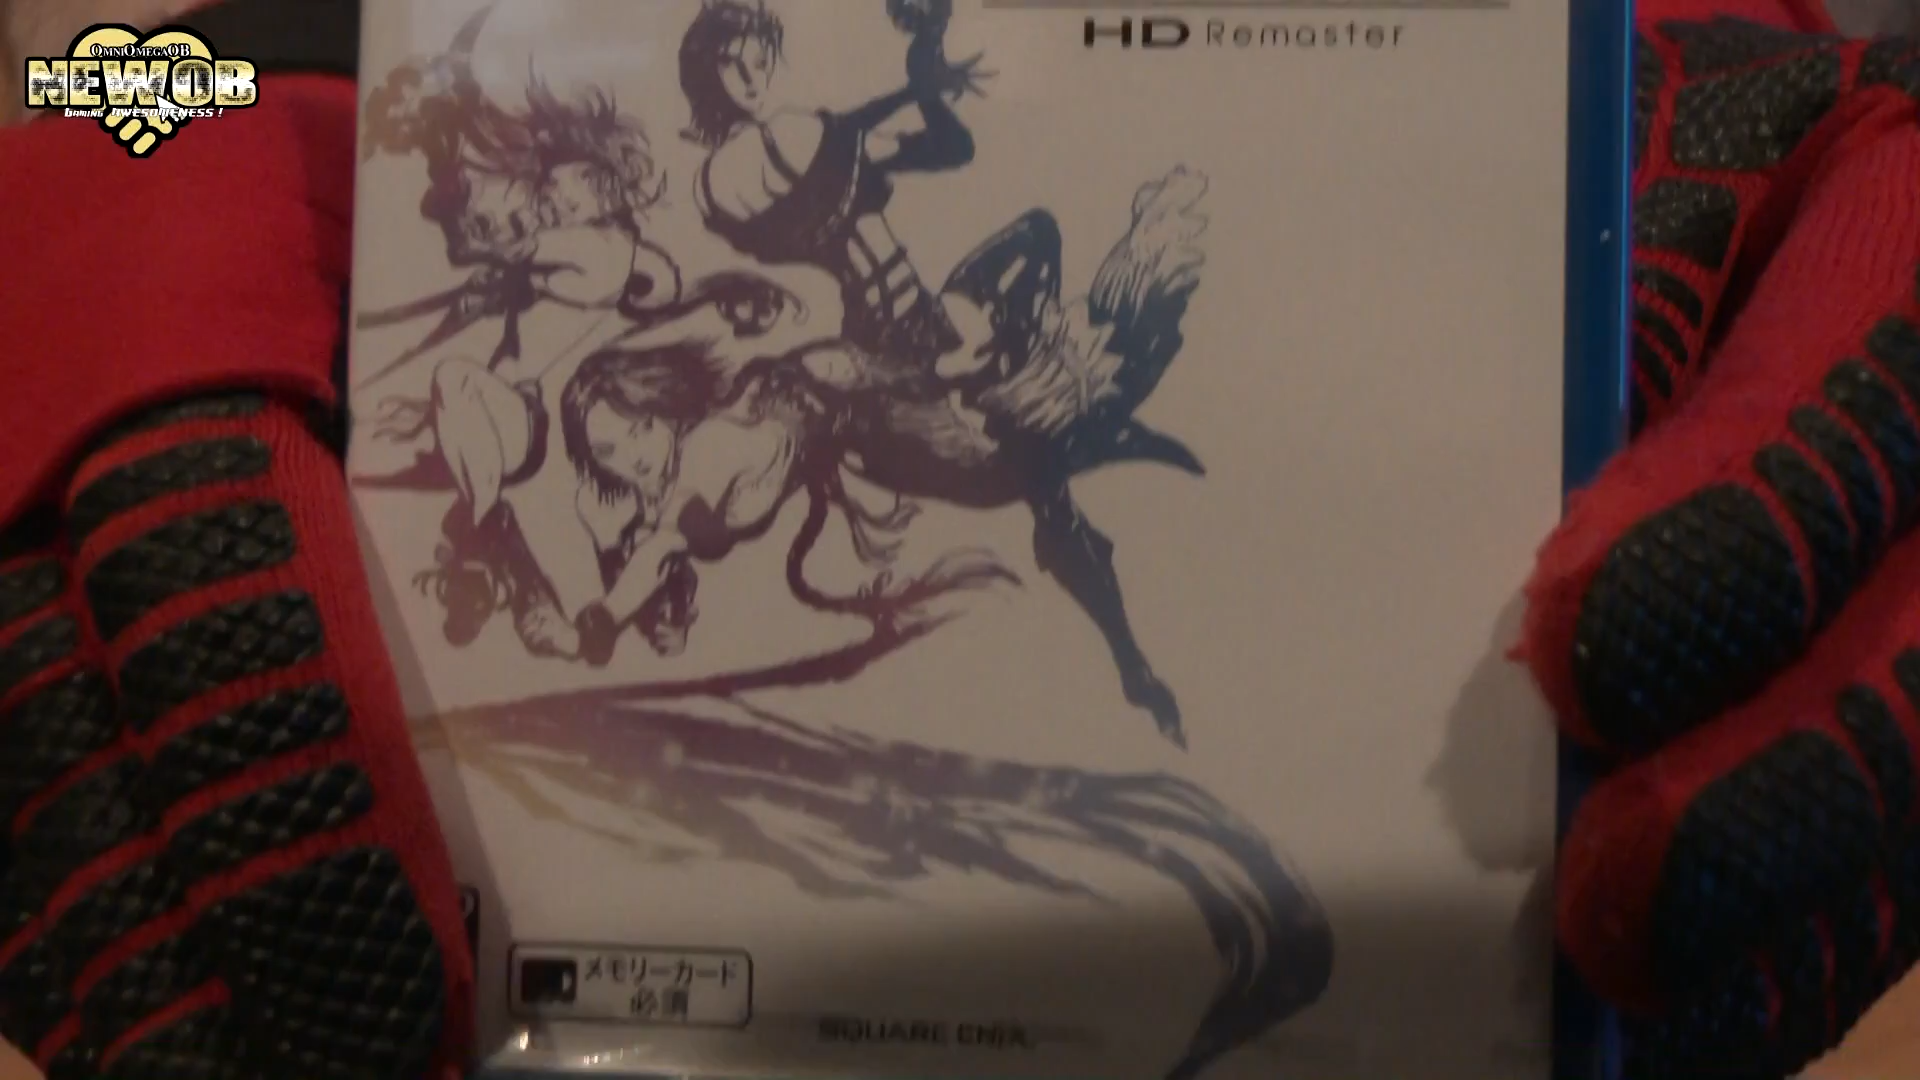 OMNIOMEGAOB
NEWOB
GAMING AWESOMENESS!
HD Remaster
メモリーカード
必須
SQUARE ENIX